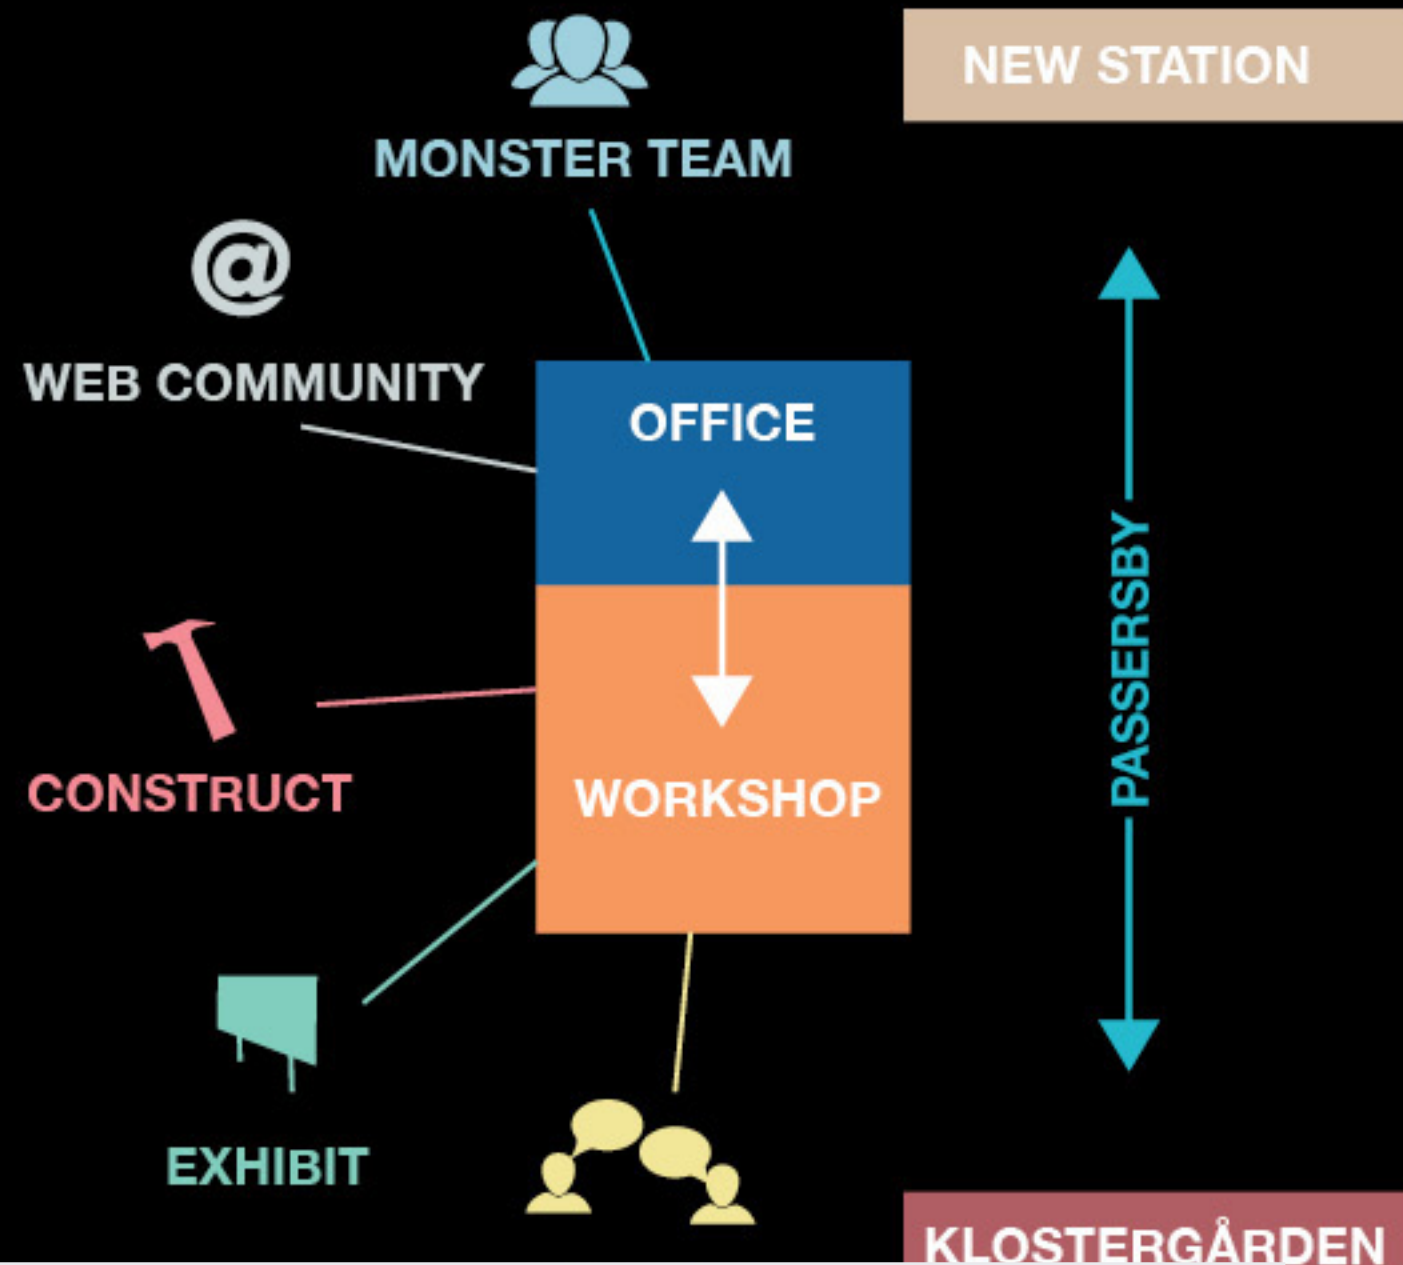 NEW STATION
MONSTER TEAM
@
WEB COMMUNITY
OFFICE
PASSERSBY
CONSTRUCT
WORKSHOP
EXHIBIT
KLOSTERGÅRDEN